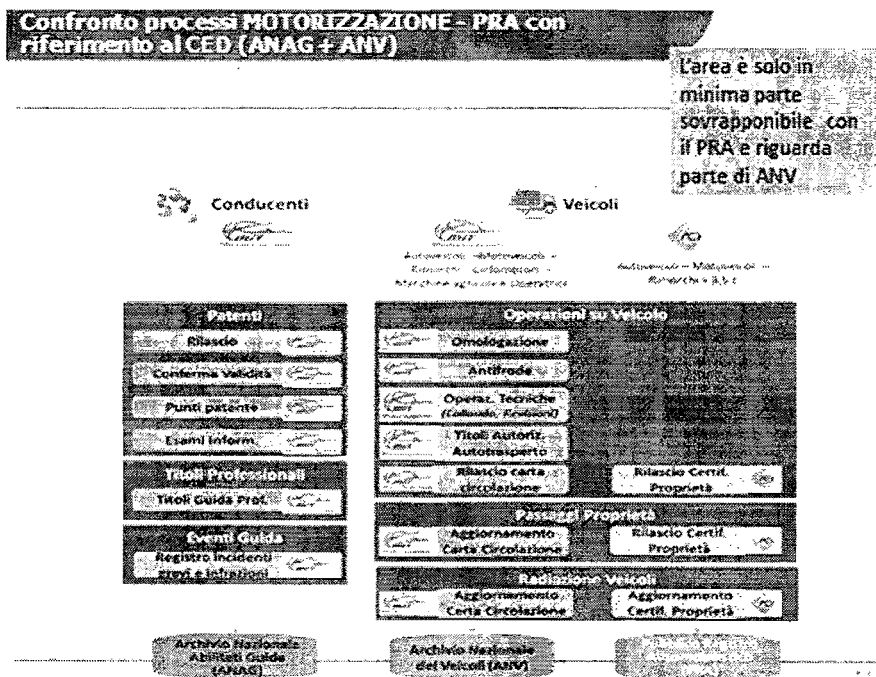 Confronto processi MOTORIZZAZIONE - PRA con
riferimento al CED (ANAG + ANV)
L'area è solo in
minima parte
sovrapponibile con
il PRA e riguarda
parte di ANV
Conducenti
Veicoli
Patenti
Rilascio
Conferma Validità
Punti patente
Esami Inform.
Titoli Professionali
Titoli Guida Prof.
Eventi Guida
Registro incidenti
gravi e infrazioni
Operazioni su Veicolo
Omologazione
Antifrode
Operaz. Tecniche
(Collaudo, Revisioni)
Titoli Autoriz.
Autotrasporto
Rilascio carta
circolazione
Rilascio Certif.
Proprietà
Passaggi Proprietà
Aggiornamento
Carta Circolazione
Rilascio Certif.
Proprietà
Radiazione Veicoli
Aggiornamento
Carta Circolazione
Aggiornamento
Certif. Proprietà
Archivio Nazionale
Abilitati Guida
(ANAG)
Archivio Nazionale
dei Veicoli (ANV)